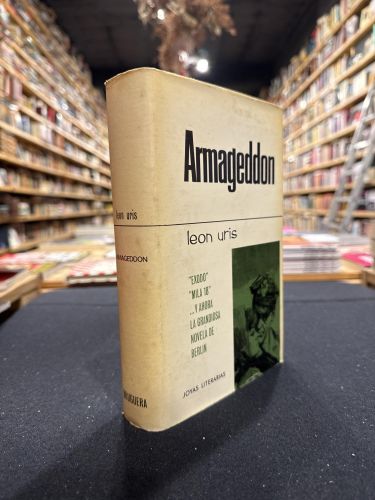 Armageddon
leon uris
"EXODO"
"MILA 18"
...Y AHORA
LA GRANDIOSA
NOVELA DE
BERLIN
JOYAS LITERARIAS
leon uris
ARMAGEDDON
BRUGUERA